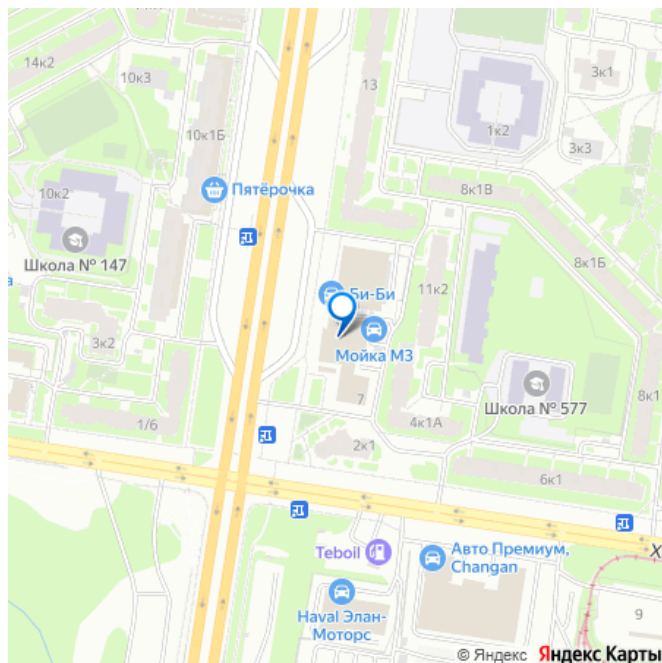 14к2
10к3
13
3к1
10к1Б
1к2
3к3
10к2
Пятёрочка
8к1В
Школа № 147
8к1Б
а
11к2
Би-Би
3к2
Мойка М3
7
Школа № 577
8к1
1/6
4к1А
2к1
6к1
Teboil
Авто Премиум,
Changan
Х
Haval Элан-
Моторс
9
© Яндекс Яндекс Карты